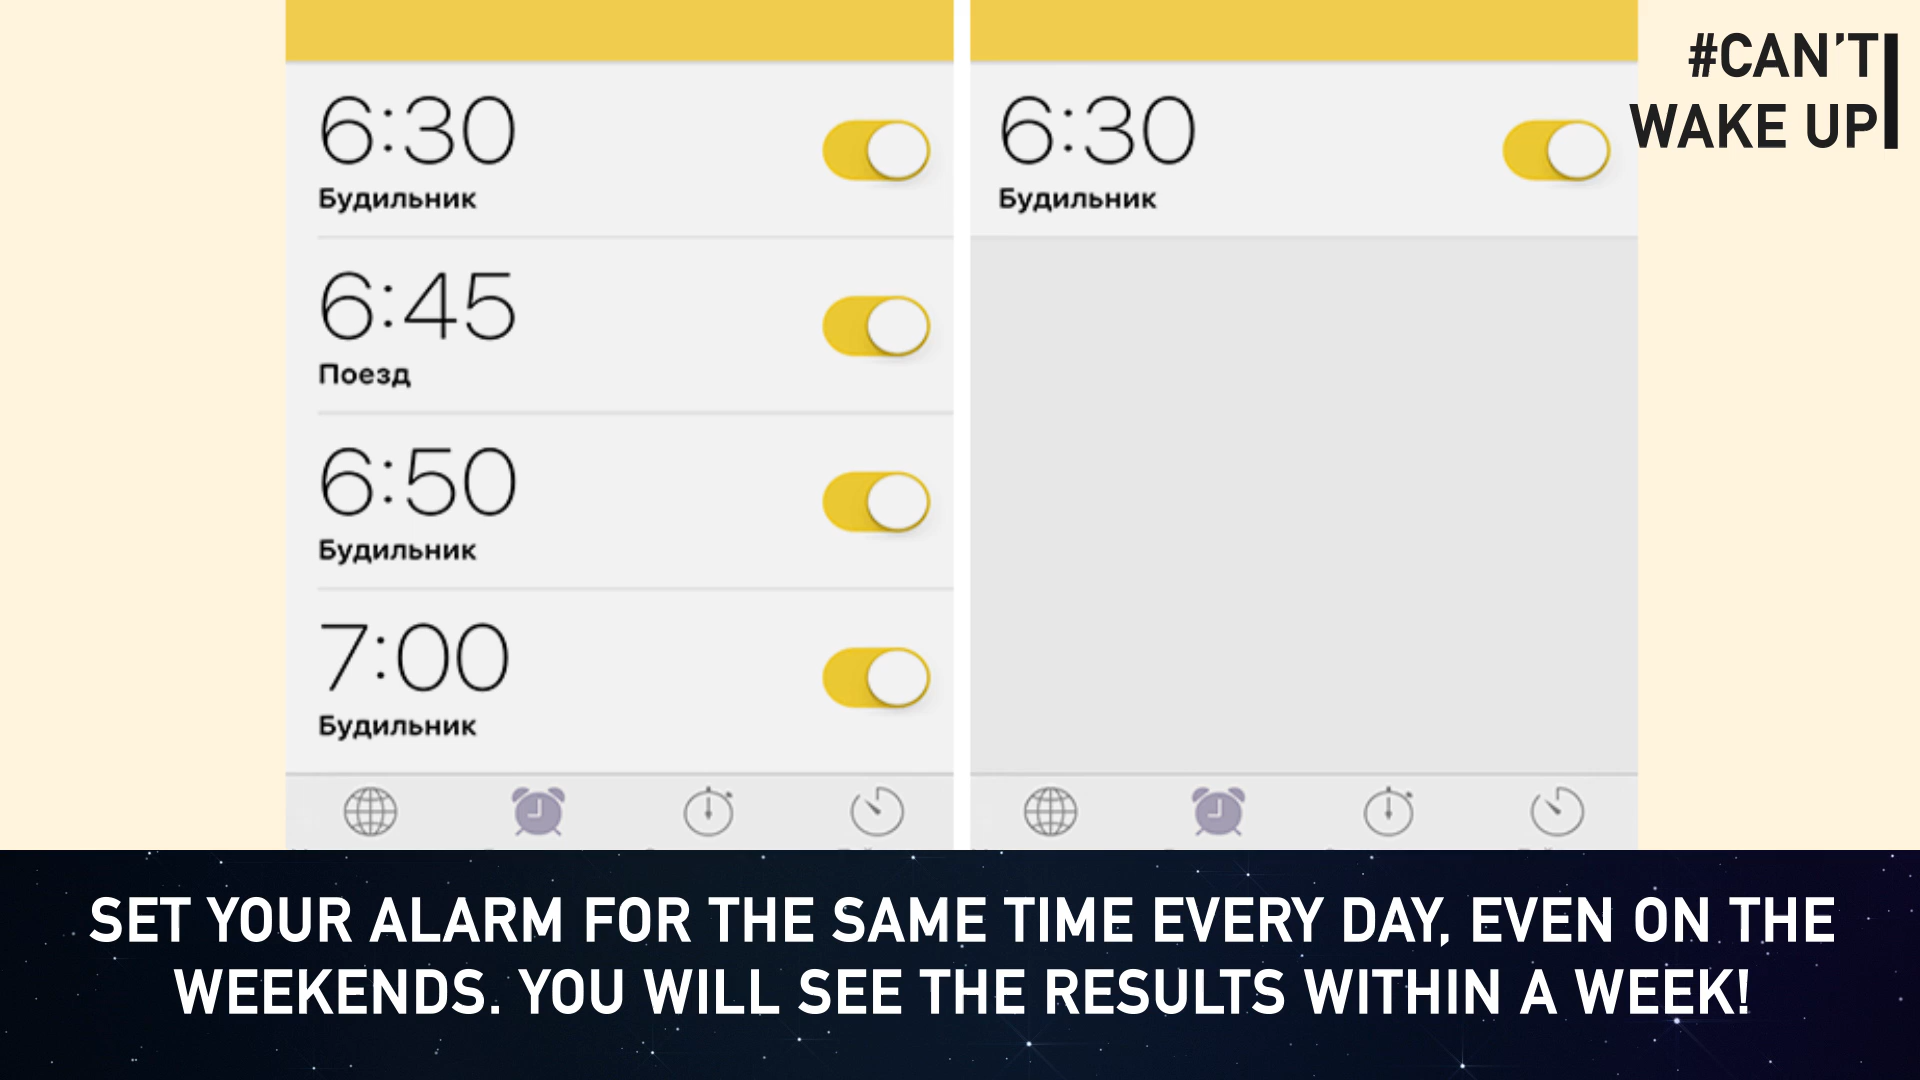 6:30
Будильник
6:45
Поезд
6:50
Будильник
7:00
Будильник
6:30
Будильник
#CAN'T
WAKE UP
SET YOUR ALARM FOR THE SAME TIME EVERY DAY, EVEN ON THE
WEEKENDS. YOU WILL SEE THE RESULTS WITHIN A WEEK!